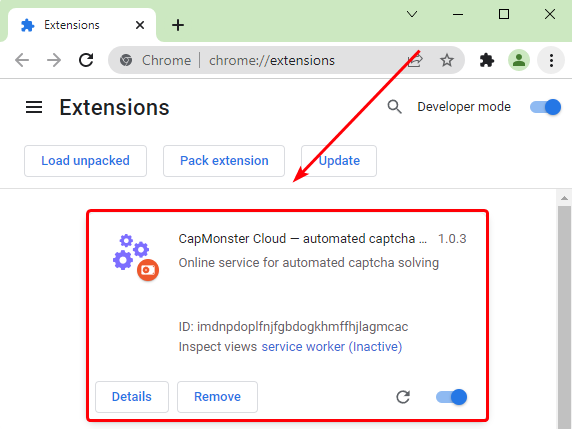 Extensions
Chrome | chrome://extensions
Extensions
Developer mode
Load unpacked
Pack extension
Update
CapMonster Cloud — automated captcha ... 1.0.3
Online service for automated captcha solving
ID: imdnpdoplfnjfgbdogkhmffhjlagmcac
Inspect views service worker (Inactive)
Details
Remove